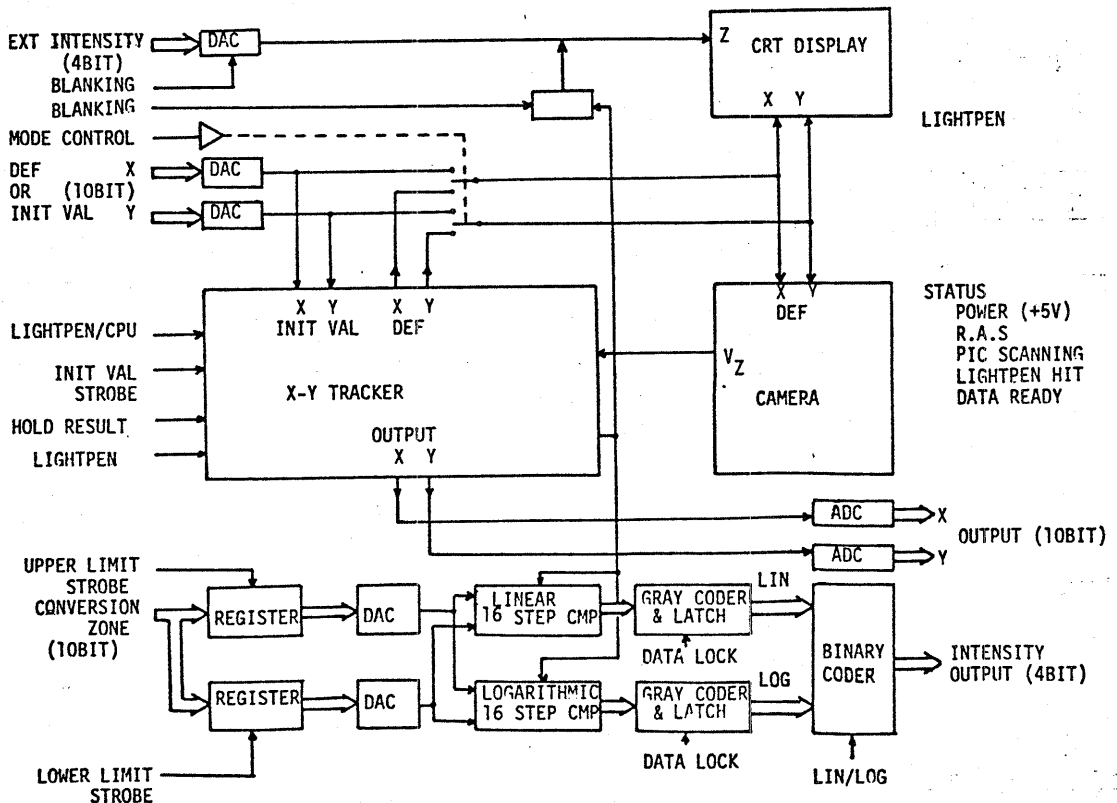 EXT INTENSITY
(4BIT)
DAC
BLANKING
BLANKING
MODE CONTROL
DEF X
OR (10BIT)
INIT VAL Y
DAC
DAC
Z
CRT DISPLAY
X Y
LIGHTPEN
X Y X Y
INIT VAL DEF
LIGHTPEN/CPU
INIT VAL
STROBE
HOLD RESULT
LIGHTPEN
X-Y TRACKER
OUTPUT
X Y
X Y
DEF
VZ
CAMERA
STATUS
POWER (+5V)
R.A.S
PIC SCANNING
LIGHTPEN HIT
DATA READY
ADC
X
OUTPUT (10BIT)
ADC
Y
UPPER LIMIT
STROBE
CONVERSION
ZONE
(10BIT)
REGISTER
DAC
LINEAR
16 STEP CMP
GRAY CODER
& LATCH
LIN
DATA LOCK
REGISTER
DAC
LOGARITHMIC
16 STEP CMP
GRAY CODER
& LATCH
LOG
DATA LOCK
BINARY
CODER
INTENSITY
OUTPUT (4BIT)
LIN/LOG
LOWER LIMIT
STROBE